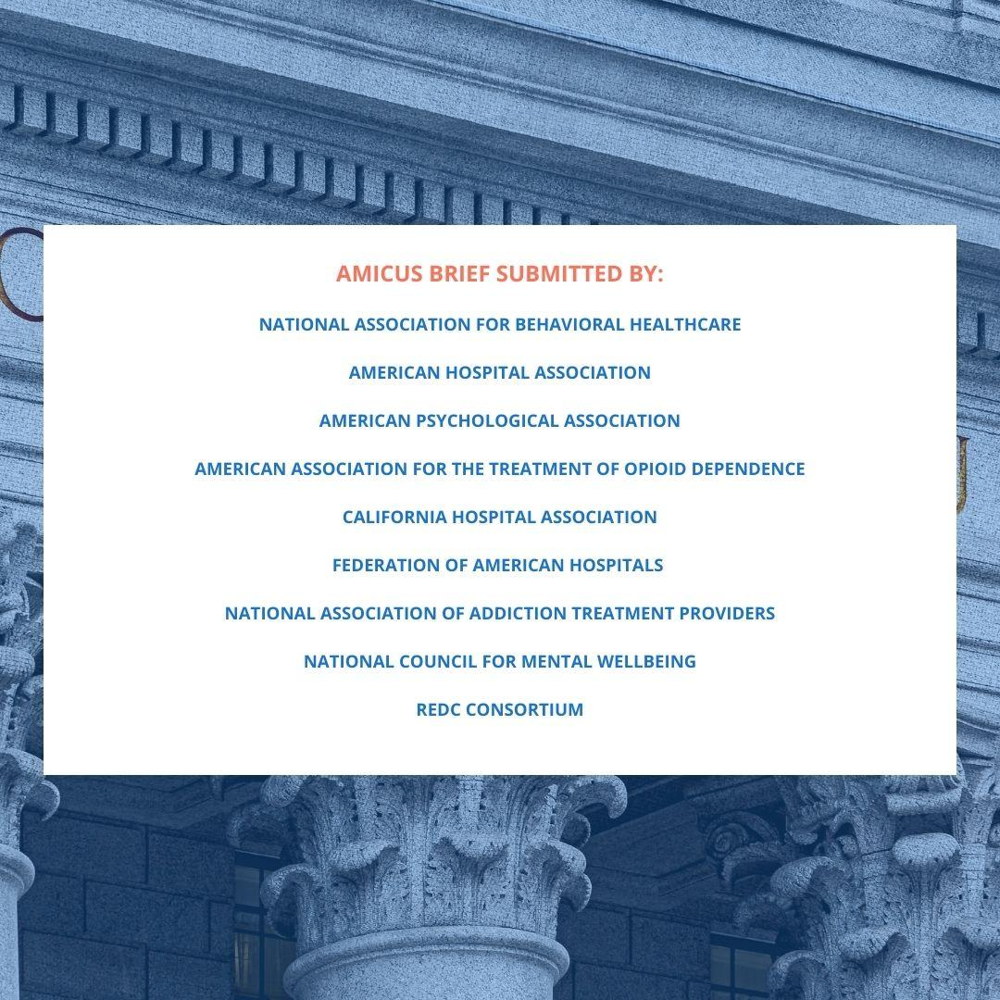 AMICUS BRIEF SUBMITTED BY:
NATIONAL ASSOCIATION FOR BEHAVIORAL HEALTHCARE
AMERICAN HOSPITAL ASSOCIATION
AMERICAN PSYCHOLOGICAL ASSOCIATION
AMERICAN ASSOCIATION FOR THE TREATMENT OF OPIOID DEPENDENCE
CALIFORNIA HOSPITAL ASSOCIATION
FEDERATION OF AMERICAN HOSPITALS
NATIONAL ASSOCIATION OF ADDICTION TREATMENT PROVIDERS
NATIONAL COUNCIL FOR MENTAL WELLBEING
REDC CONSORTIUM